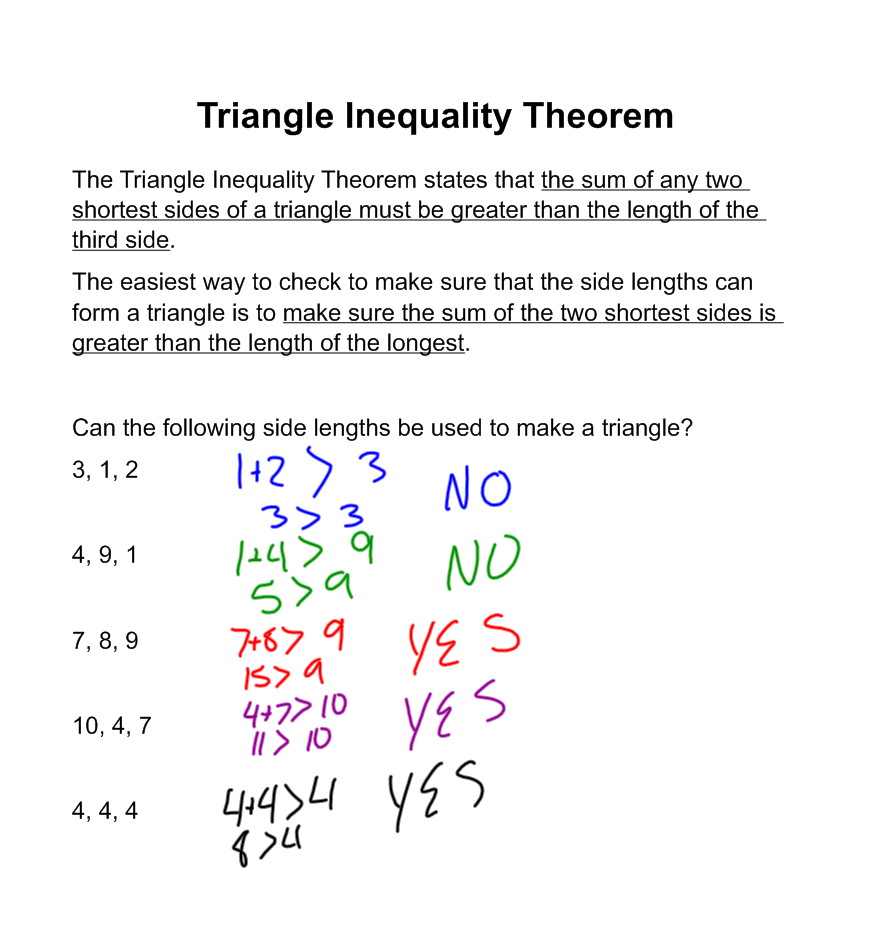 Triangle Inequality Theorem
The Triangle Inequality Theorem states that the sum of any two
shortest sides of a triangle must be greater than the length of the
third side.
The easiest way to check to make sure that the side lengths can
form a triangle is to make sure the sum of the two shortest sides is
greater than the length of the longest.
Can the following side lengths be used to make a triangle?
3, 1, 2 1+2 > 3 NO
3 > 3
4, 9, 1 1+4 > 9 NO
5 > 9
7, 8, 9 7+8 > 9 YES
15 > 9
10, 4, 7 4+7 > 10 YES
11 > 10
4, 4, 4 4+4 > 4 YES
8 > 4